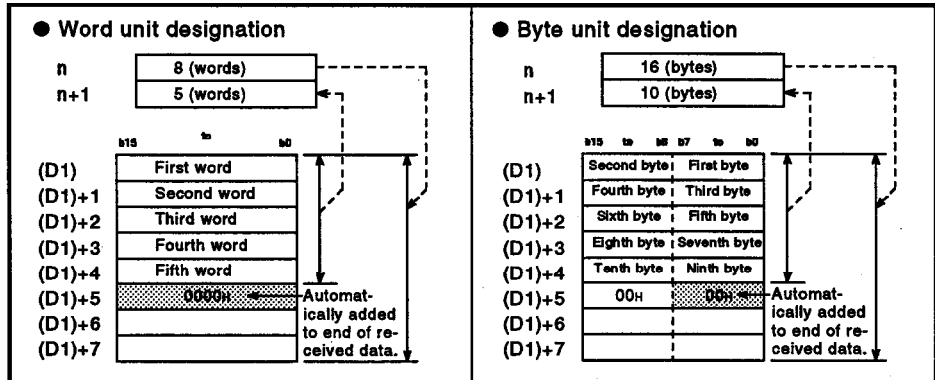 ● Word unit designation
n 8 (words)
n+1 5 (words)
b15 to b0
(D1) First word
(D1)+1 Second word
(D1)+2 Third word
(D1)+3 Fourth word
(D1)+4 Fifth word
(D1)+5 0000H Automat-
ically added
(D1)+6 to end of re-
(D1)+7 ceived data.
● Byte unit designation
n 16 (bytes)
n+1 10 (bytes)
b15 to b8 b7 to b0
(D1) Second byte First byte
(D1)+1 Fourth byte Third byte
(D1)+2 Sixth byte Fifth byte
(D1)+3 Eighth byte Seventh byte
(D1)+4 Tenth byte Ninth byte
(D1)+5 00H 00H Automat-
ically added
(D1)+6 to end of re-
(D1)+7 ceived data.